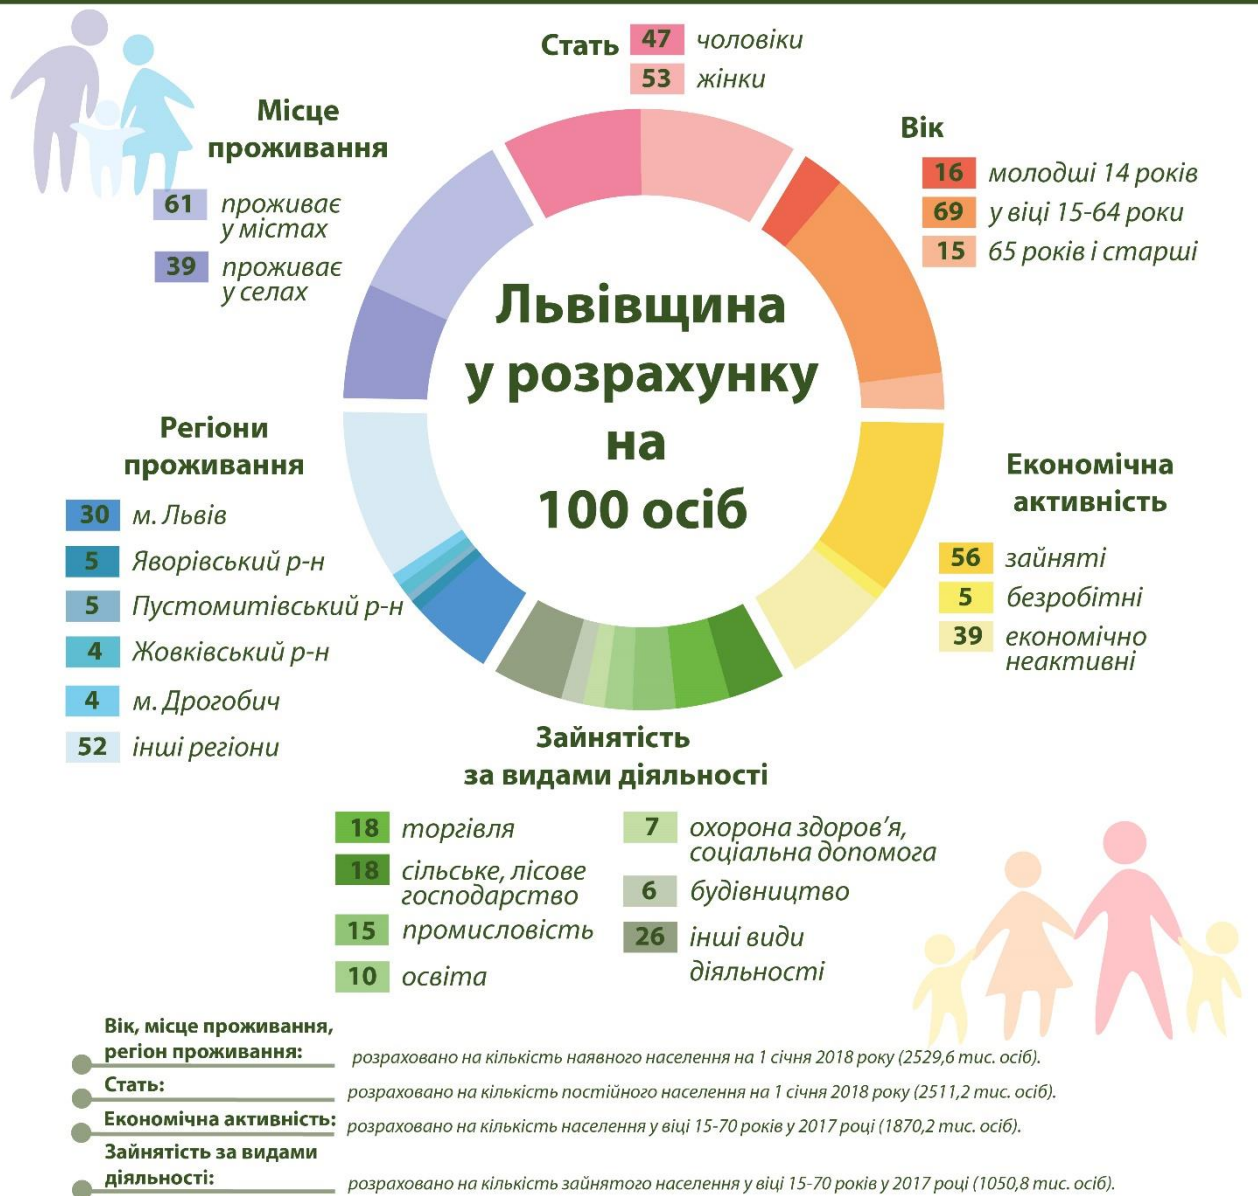 Стать
47 чоловіки
53 жінки
Місце
проживання
61 проживає
у містах
39 проживає
у селах
Вік
16 молодші 14 років
69 у віці 15-64 роки
15 65 років і старші
Львівщина
у розрахунку
на
100 осіб
Регіони
проживання
30 м. Львів
5 Яворівський р-н
5 Пустомитівський р-н
4 Жовківський р-н
4 м. Дрогобич
52 інші регіони
Економічна
активність
56 зайняті
5 безробітні
39 економічно
неактивні
Зайнятість
за видами діяльності
18 торгівля
18 сільське, лісове
господарство
15 промисловість
10 освіта
7 охорона здоров’я,
соціальна допомога
6 будівництво
26 інші види
діяльності
Вік, місце проживання,
регіон проживання: розраховано на кількість наявного населення на 1 січня 2018 року (2529,6 тис. осіб).
Стать: розраховано на кількість постійного населення на 1 січня 2018 року (2511,2 тис. осіб).
Економічна активність: розраховано на кількість населення у віці 15-70 років у 2017 році (1870,2 тис. осіб).
Зайнятість за видами
діяльності: розраховано на кількість зайнятого населення у віці 15-70 років у 2017 році (1050,8 тис. осіб).